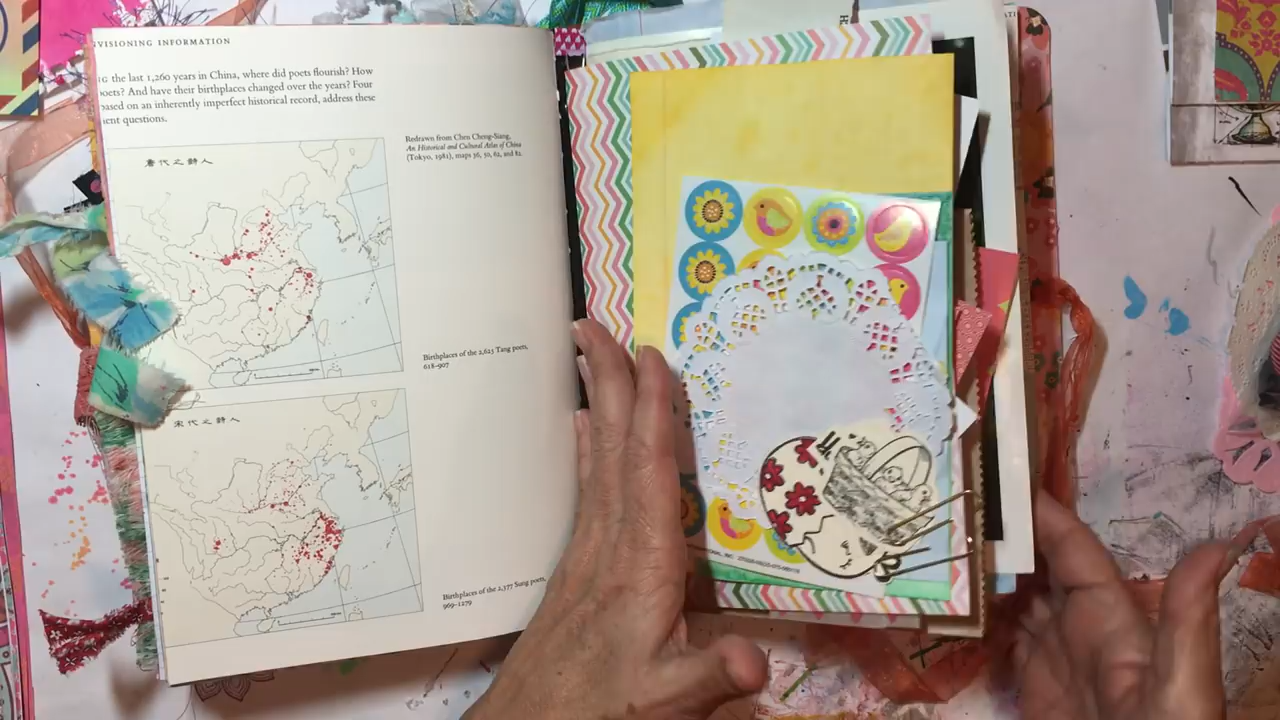 VISIONING INFORMATION
the last 1,260 years in China, where did poets flourish? How
poets? And have their birthplaces changed over the years? Four
based on an inherently imperfect historical record, address these
questions.
Redrawn from Chen Cheng-Siang,
An Historical and Cultural Atlas of China
(Tokyo, 1981), maps 56, 50, 62, and 82.
唐代之詩人
Birthplaces of the 2,625 Tang poets,
618-907
宋代之詩人
Birthplaces of the 2,377 Sung poets,
969-1279